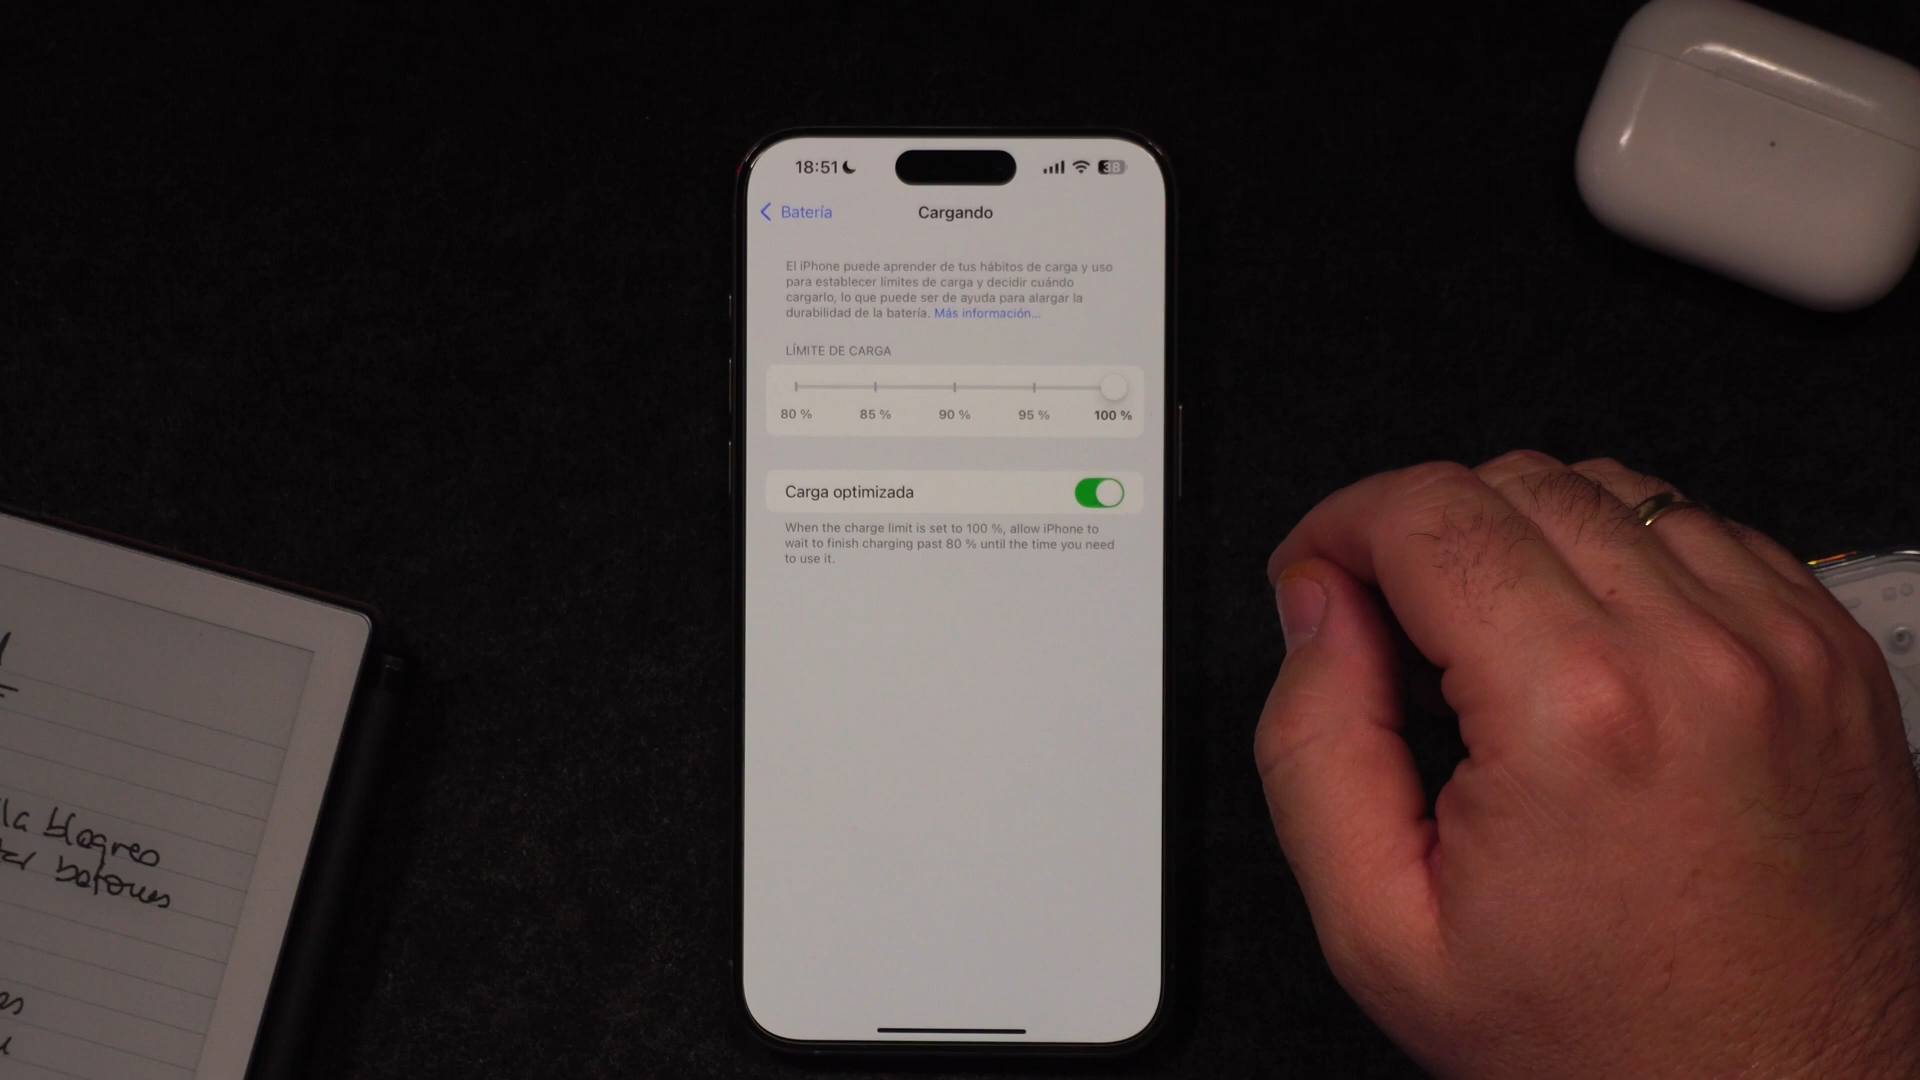 18:51
38
Batería
Cargando
El iPhone puede aprender de tus hábitos de carga y uso
para establecer límites de carga y decidir cuándo
cargarlo, lo que puede ser de ayuda para alargar la
durabilidad de la batería. Más información...
LÍMITE DE CARGA
80 % 85 % 90 % 95 % 100 %
Carga optimizada
When the charge limit is set to 100 %, allow iPhone to
wait to finish charging past 80 % until the time you need
to use it.
la bloqreo
botones